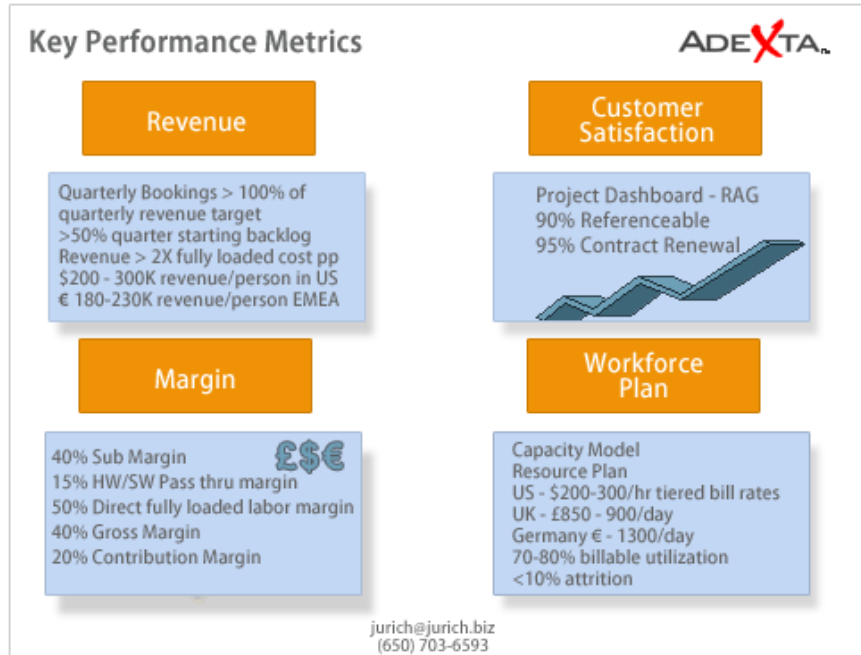 Key Performance Metrics
ADEXTA
Revenue
Quarterly Bookings > 100% of
quarterly revenue target
>50% quarter starting backlog
Revenue > 2X fully loaded cost pp
$200 - 300K revenue/person in US
€ 180-230K revenue/person EMEA
Customer
Satisfaction
Project Dashboard - RAG
90% Referenceable
95% Contract Renewal
Margin
£$€
40% Sub Margin
15% HW/SW Pass thru margin
50% Direct fully loaded labor margin
40% Gross Margin
20% Contribution Margin
Workforce
Plan
Capacity Model
Resource Plan
US - $200-300/hr tiered bill rates
UK - £850 - 900/day
Germany € - 1300/day
70-80% billable utilization
<10% attrition
jurich@jurich.biz
(650) 703-6593